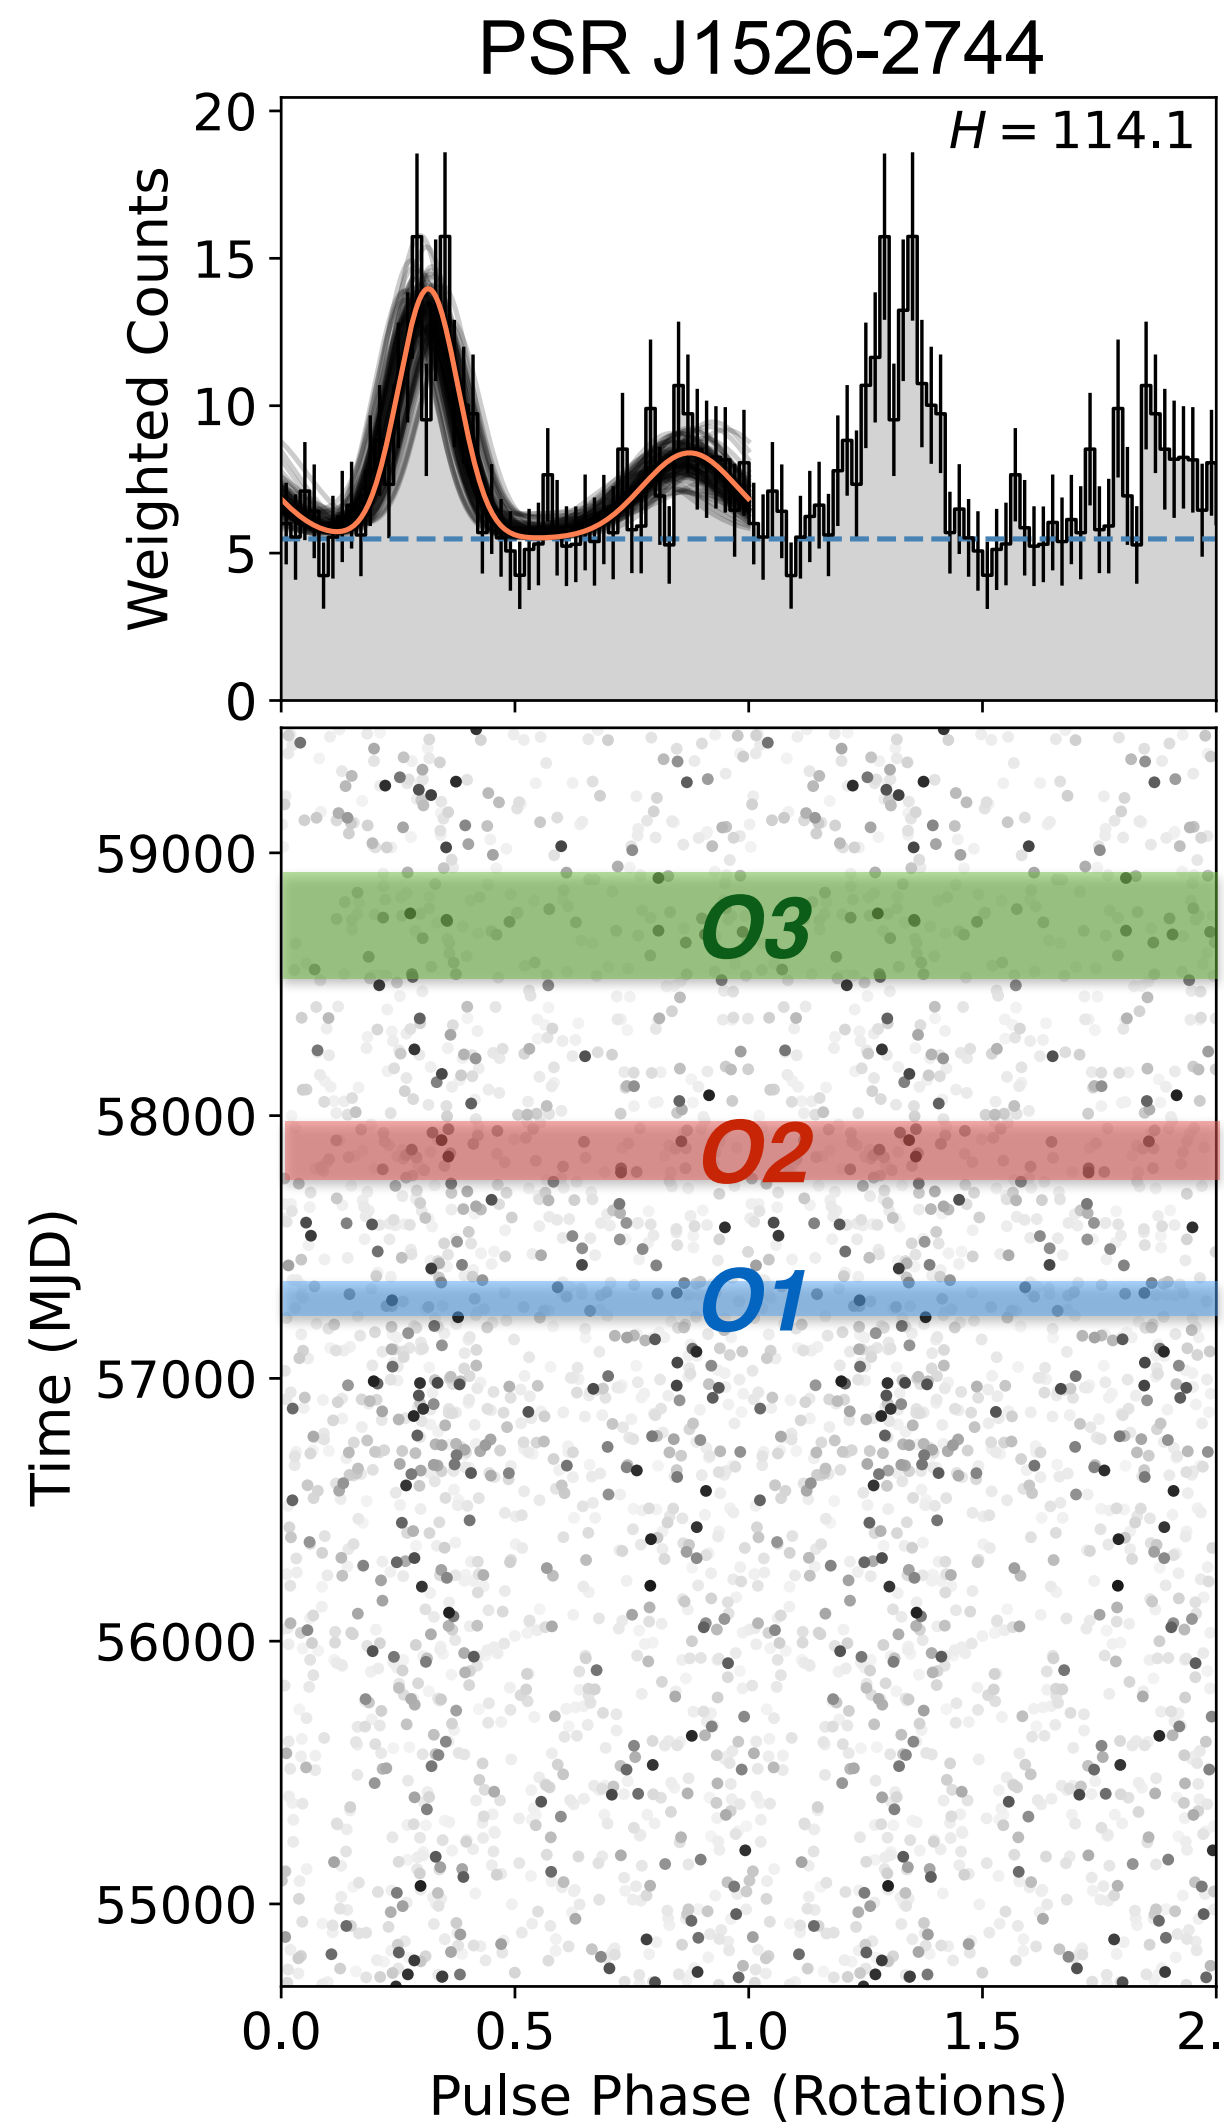 PSR J1526-2744
H = 114.1
20
15
10
5
0
Weighted Counts
59000
58000
57000
56000
55000
Time (MJD)
O3
O2
O1
0.0 0.5 1.0 1.5 2.
Pulse Phase (Rotations)